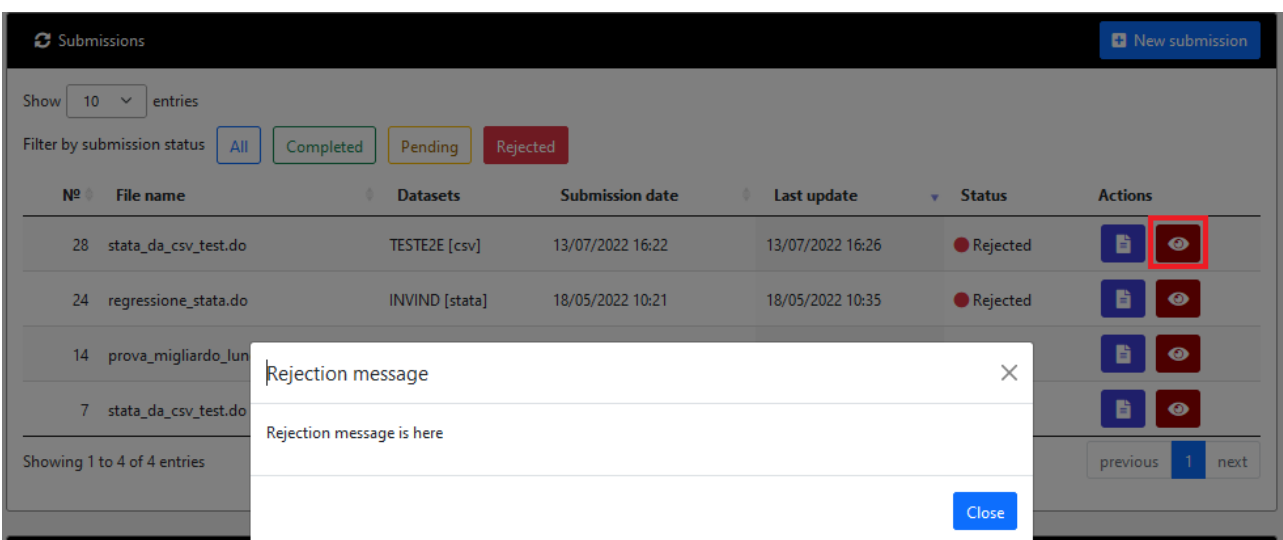 Submissions
New submission
Show 10 entries
Filter by submission status All Completed Pending Rejected
Nº File name Datasets Submission date Last update Status Actions
28 stata_da_csv_test.do TESTE2E [csv] 13/07/2022 16:22 13/07/2022 16:26 Rejected
24 regressione_stata.do INVIND [stata] 18/05/2022 10:21 18/05/2022 10:35 Rejected
14 prova_migliardo_lun
7 stata_da_csv_test.do
Rejection message
Rejection message is here
Close
Showing 1 to 4 of 4 entries
previous 1 next